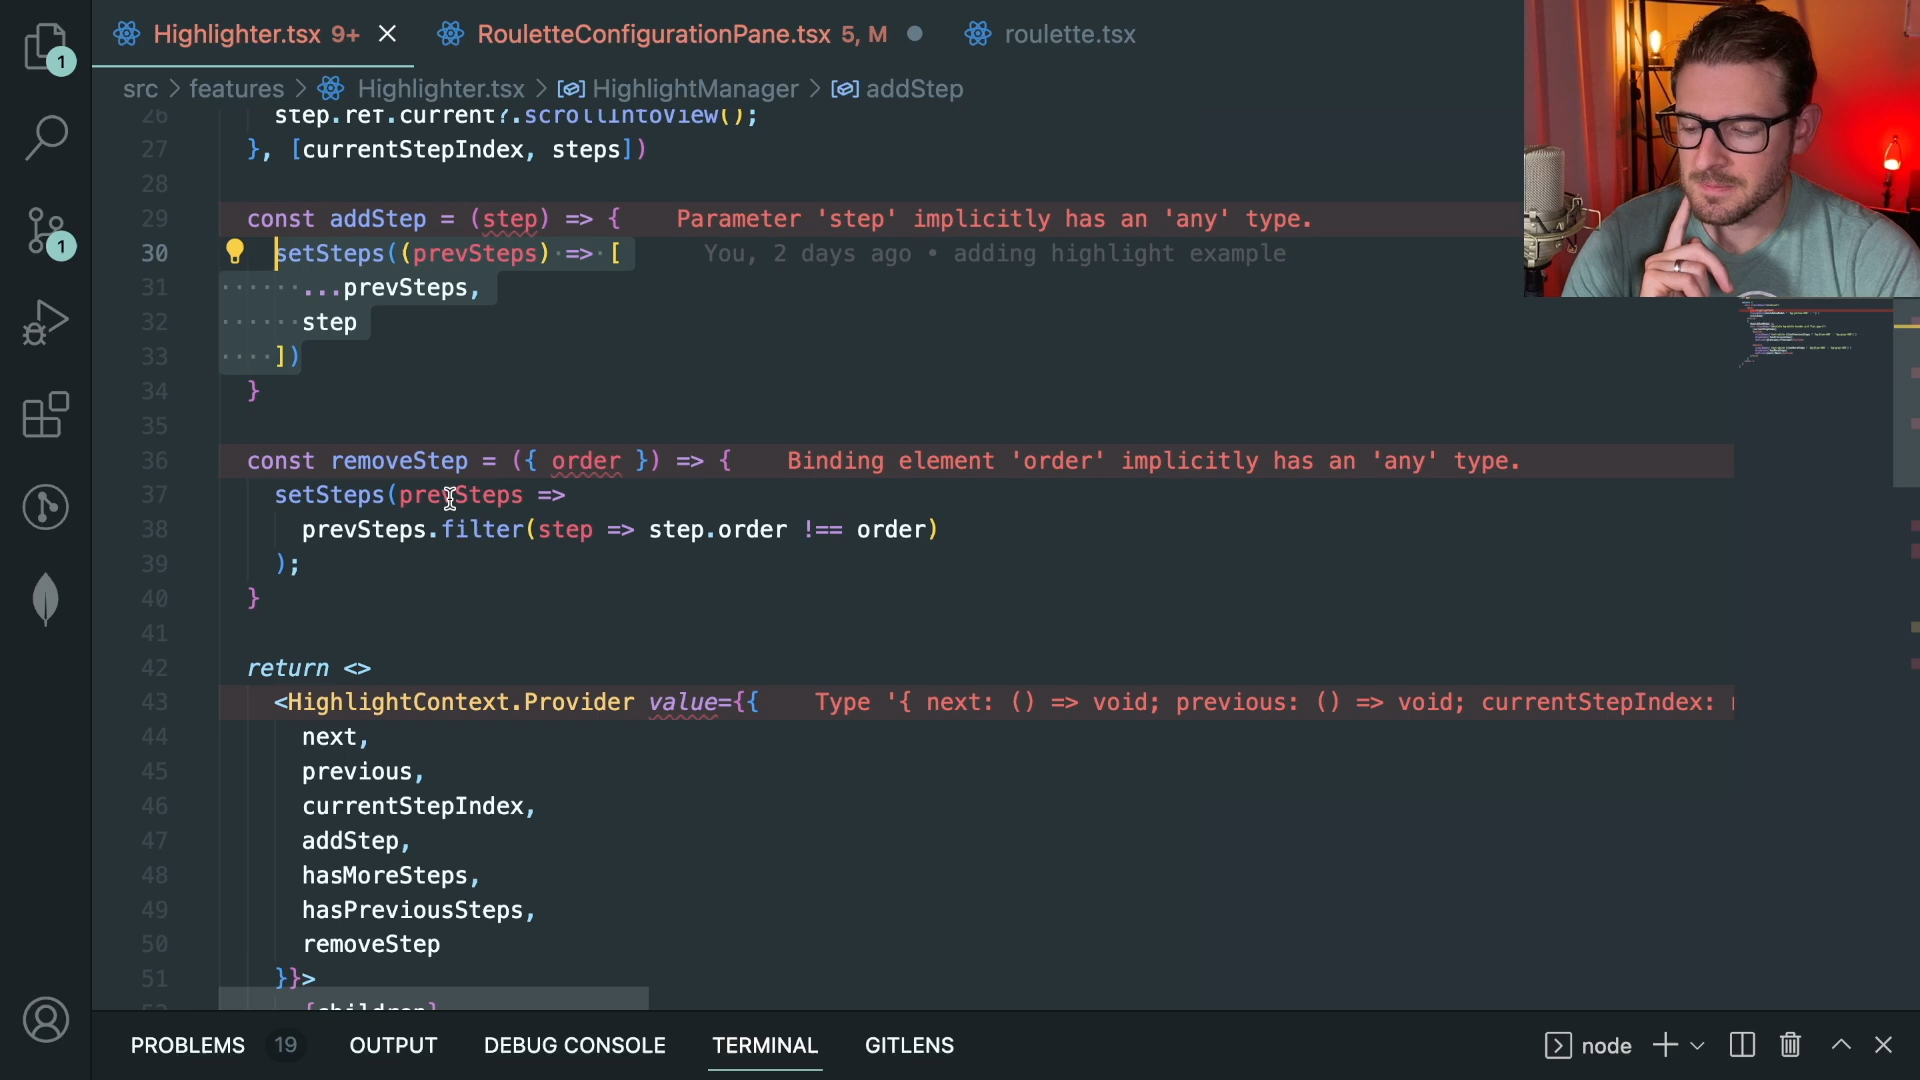 Highlighter.tsx 9+ RouletteConfigurationPane.tsx 5, M roulette.tsx
1
src > features > Highlighter.tsx > HighlightManager > addStep
26 step.ref.current?.scrollIntoView();
27 }, [currentStepIndex, steps])
28
29 const addStep = (step) => { Parameter 'step' implicitly has an 'any' type.
30 setSteps((prevSteps) => [ You, 2 days ago • adding highlight example
31 ...prevSteps,
32 step
33 ])
34 }
35
36 const removeStep = ({ order }) => { Binding element 'order' implicitly has an 'any' type.
37 setSteps(prevSteps =>
38 prevSteps.filter(step => step.order !== order)
39 );
40 }
41
42 return <>
43 <HighlightContext.Provider value={{ Type '{ next: () => void; previous: () => void; currentStepIndex:
44 next,
45 previous,
46 currentStepIndex,
47 addStep,
48 hasMoreSteps,
49 hasPreviousSteps,
50 removeStep
51 }}>
{children}
1
PROBLEMS 19 OUTPUT DEBUG CONSOLE TERMINAL GITLENS node